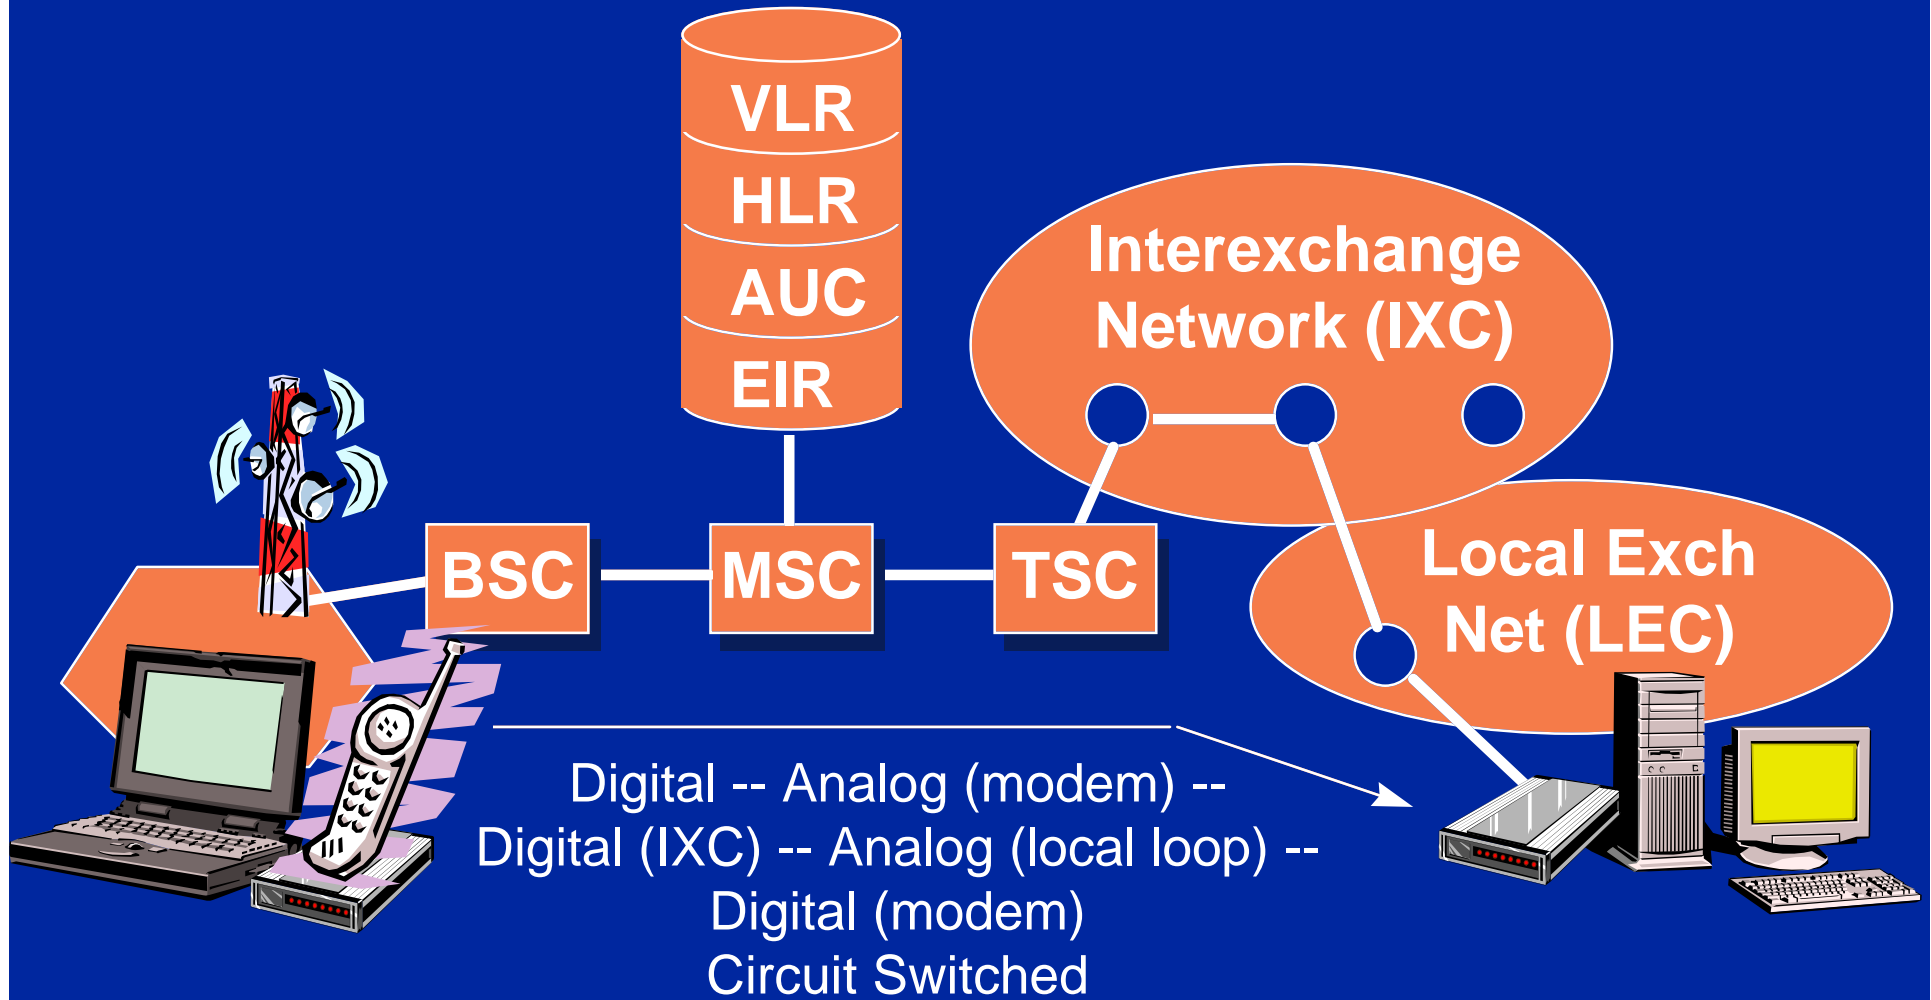 VLR
HLR
AUC
EIR
Interexchange
Network (IXC)
BSC
MSC
TSC
Local Exch
Net (LEC)
Digital -- Analog (modem) --
Digital (IXC) -- Analog (local loop) --
Digital (modem)
Circuit Switched